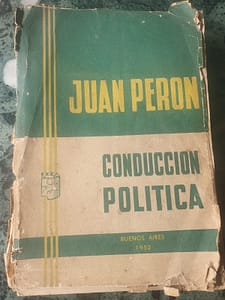 JUAN PERON
CONDUCCION
POLITICA
BUENOS AIRES
1952